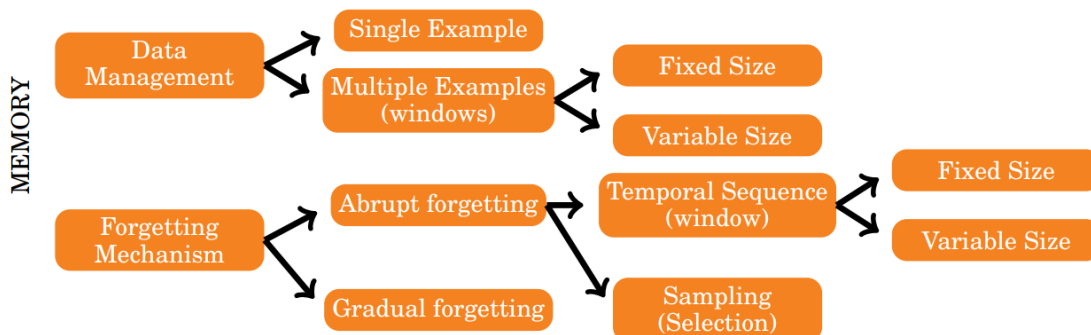 MEMORY
Data
Management
Single Example
Multiple Examples
(windows)
Fixed Size
Variable Size
Forgetting
Mechanism
Abrupt forgetting
Gradual forgetting
Temporal Sequence
(window)
Sampling
(Selection)
Fixed Size
Variable Size